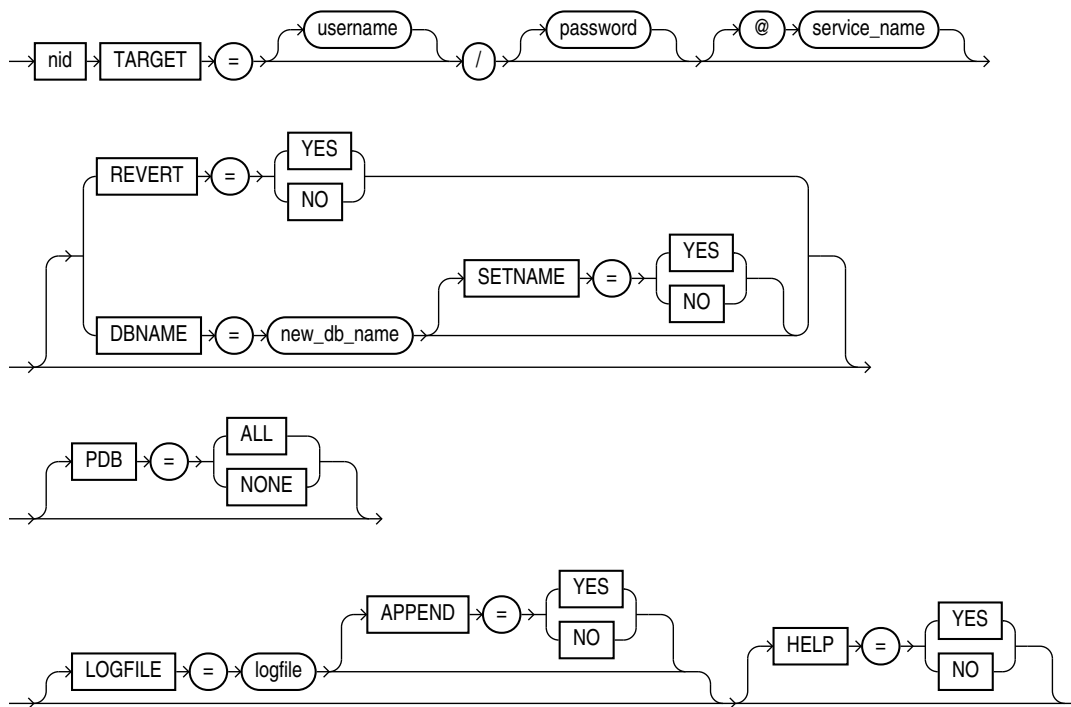 username password @ service_name
nid TARGET = /
YES
REVERT =
NO
YES
SETNAME =
NO
DBNAME = new_db_name
ALL
PDB =
NONE
YES
APPEND =
NO
LOGFILE = logfile
YES
HELP =
NO